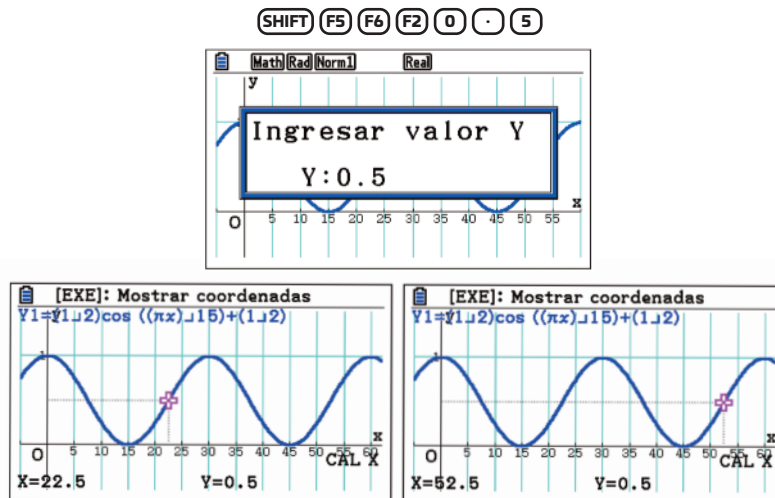 SHIFT F5 F6 F2 0 · 5
Math Rad Norm1 Real
y
Ingresar valor Y
Y:0.5
x
O 5 10 15 20 25 30 35 40 45 50 55
[EXE]: Mostrar coordenadas
Y1=(1⌟2)cos ((πx)⌟15)+(1⌟2)
y
1
x
O 5 10 15 20 25 30 35 40 45 50 55 60
CAL X
X=22.5 Y=0.5
[EXE]: Mostrar coordenadas
Y1=(1⌟2)cos ((πx)⌟15)+(1⌟2)
y
1
x
O 5 10 15 20 25 30 35 40 45 50 55 60
CAL X
X=52.5 Y=0.5